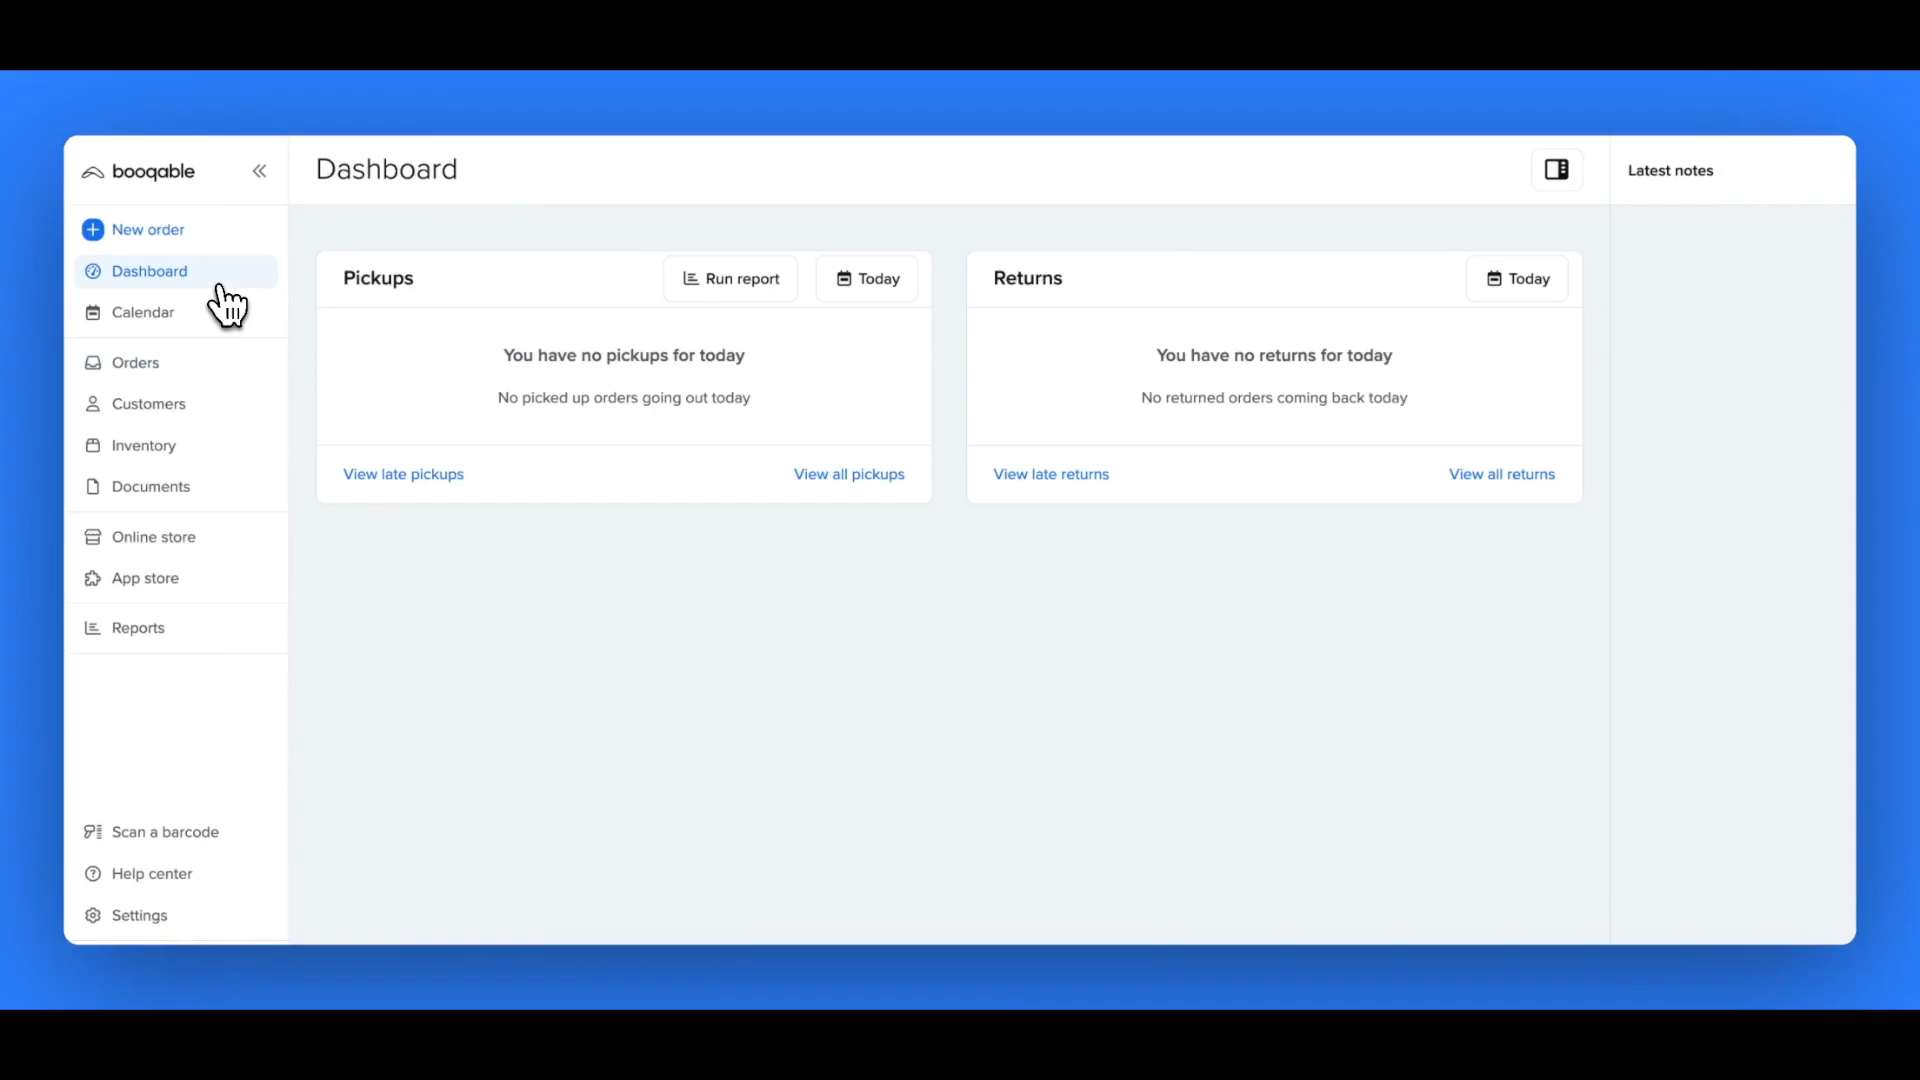 booqable
Dashboard
Latest notes
New order
Dashboard
Calendar
Orders
Customers
Inventory
Documents
Online store
App store
Reports
Scan a barcode
Help center
Settings
Pickups
Run report
Today
You have no pickups for today
No picked up orders going out today
View late pickups
View all pickups
Returns
Today
You have no returns for today
No returned orders coming back today
View late returns
View all returns